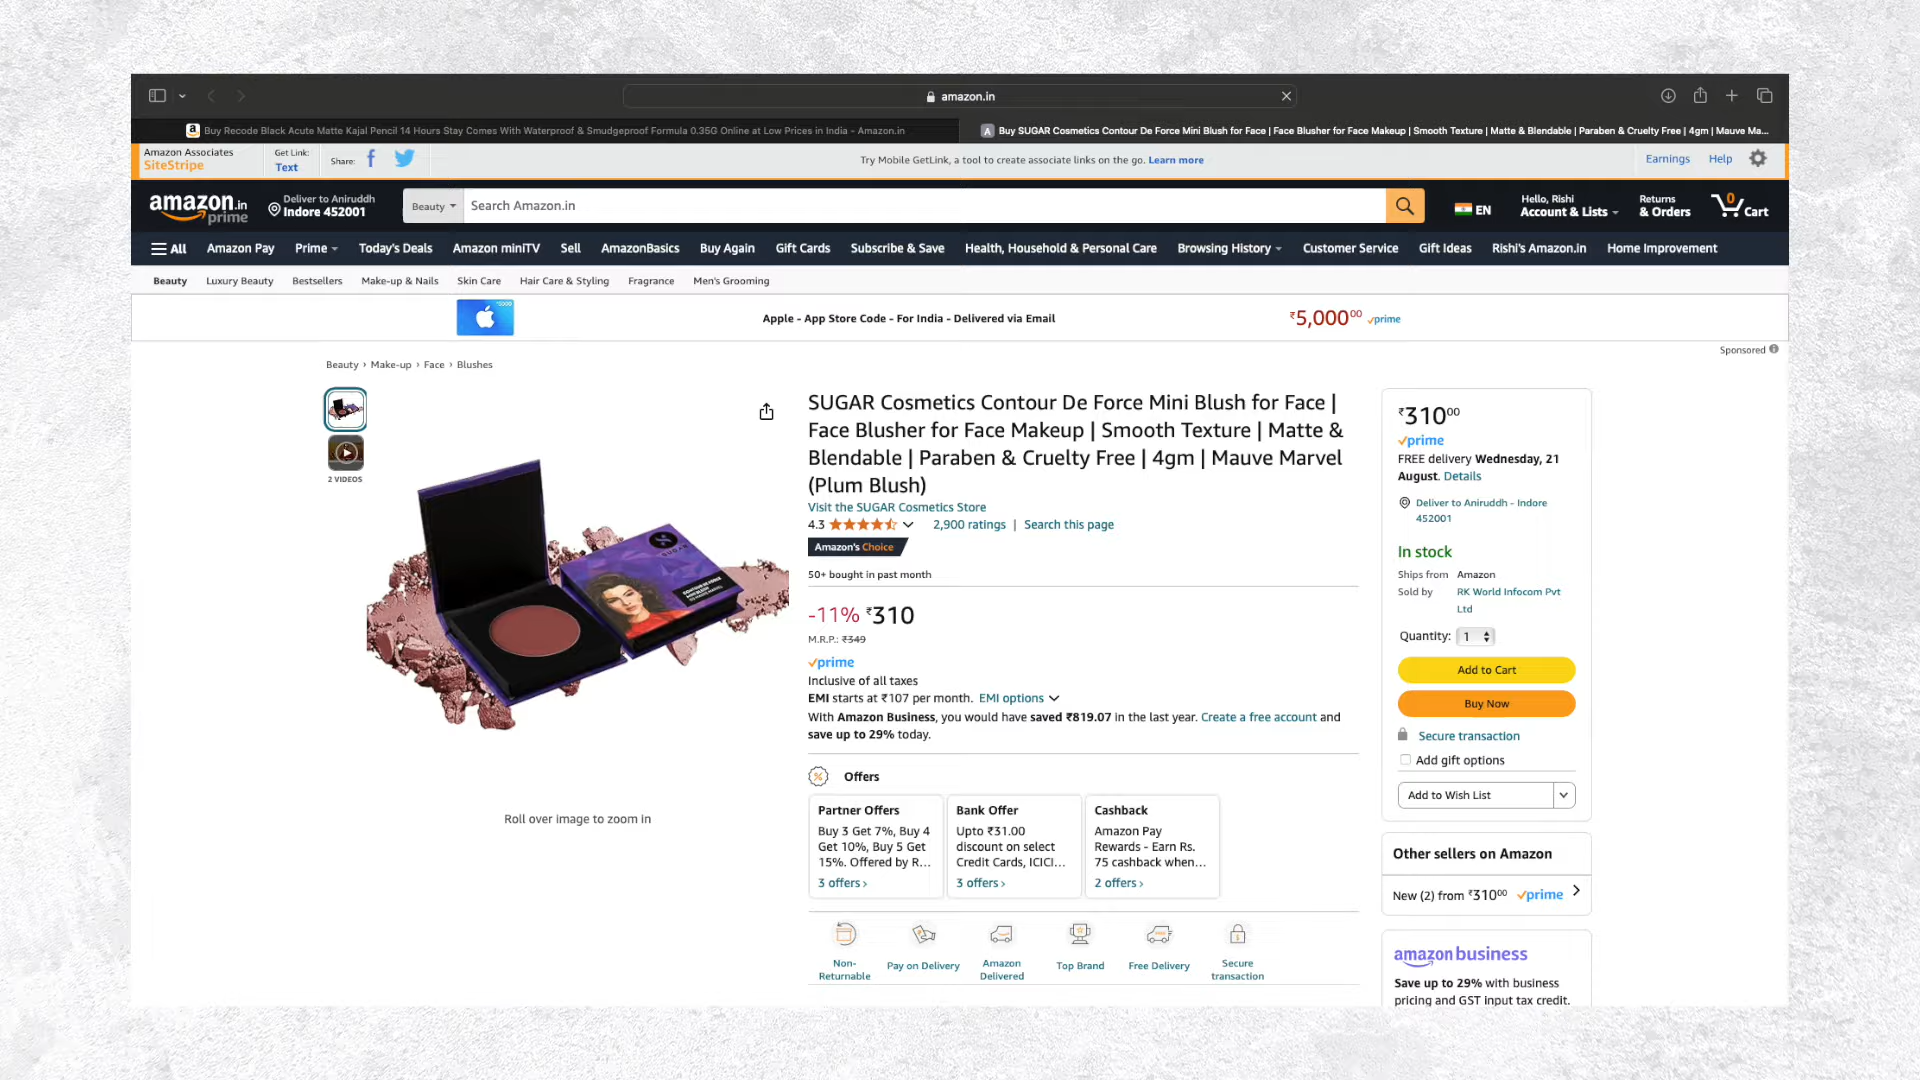 amazon.in
Buy Recode Black Acute Matte Kajal Pencil 14 Hours Stay Comes With Waterproof & Smudgeproof Formula 0.35G Online at Low Prices in India - Amazon.in
Buy SUGAR Cosmetics Contour De Force Mini Blush for Face | Face Blusher for Face Makeup | Smooth Texture | Matte & Blendable | Paraben & Cruelty Free | 4gm | Mauve Ma...
Amazon Associates
SiteStripe
Get Link:
Text
Share:
Try Mobile GetLink, a tool to create associate links on the go. Learn more
Earnings
Help
amazon.in
prime
Deliver to Aniruddh
Indore 452001
Beauty
Search Amazon.in
EN
Hello, Rishi
Account & Lists
Returns
& Orders
0
Cart
All
Amazon Pay
Prime
Today's Deals
Amazon miniTV
Sell
AmazonBasics
Buy Again
Gift Cards
Subscribe & Save
Health, Household & Personal Care
Browsing History
Customer Service
Gift Ideas
Rishi's Amazon.in
Home Improvement
Beauty
Luxury Beauty
Bestsellers
Make-up & Nails
Skin Care
Hair Care & Styling
Fragrance
Men's Grooming
Apple - App Store Code - For India - Delivered via Email
₹5,000⁰⁰ prime
Sponsored
Beauty › Make-up › Face › Blushes
2 VIDEOS
SUGAR
Roll over image to zoom in
SUGAR Cosmetics Contour De Force Mini Blush for Face |
Face Blusher for Face Makeup | Smooth Texture | Matte &
Blendable | Paraben & Cruelty Free | 4gm | Mauve Marvel
(Plum Blush)
Visit the SUGAR Cosmetics Store
4.3
2,900 ratings | Search this page
Amazon's Choice
50+ bought in past month
-11% ₹310
M.R.P.: ₹349
prime
Inclusive of all taxes
EMI starts at ₹107 per month. EMI options
With Amazon Business, you would have saved ₹819.07 in the last year. Create a free account and
save up to 29% today.
Offers
Partner Offers
Buy 3 Get 7%, Buy 4
Get 10%, Buy 5 Get
15%. Offered by R...
3 offers ›
Bank Offer
Upto ₹31.00
discount on select
Credit Cards, ICICI...
3 offers ›
Cashback
Amazon Pay
Rewards - Earn Rs.
75 cashback when...
2 offers ›
Non-
Returnable
Pay on Delivery
Amazon
Delivered
Top Brand
Free Delivery
Secure
transaction
₹310⁰⁰
prime
FREE delivery Wednesday, 21
August. Details
Deliver to Aniruddh - Indore
452001
In stock
Ships from Amazon
Sold by RK World Infocom Pvt
Ltd
Quantity: 1
Add to Cart
Buy Now
Secure transaction
Add gift options
Add to Wish List
Other sellers on Amazon
New (2) from ₹310⁰⁰ prime
amazon business
Save up to 29% with business
pricing and GST input tax credit.